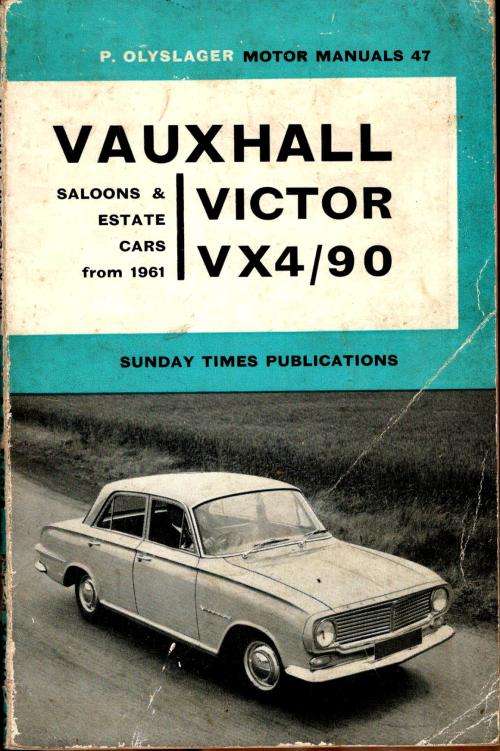 P. OLYSLAGER MOTOR MANUALS 47
VAUXHALL
SALOONS &
ESTATE
CARS
from 1961
VICTOR
VX4/90
SUNDAY TIMES PUBLICATIONS